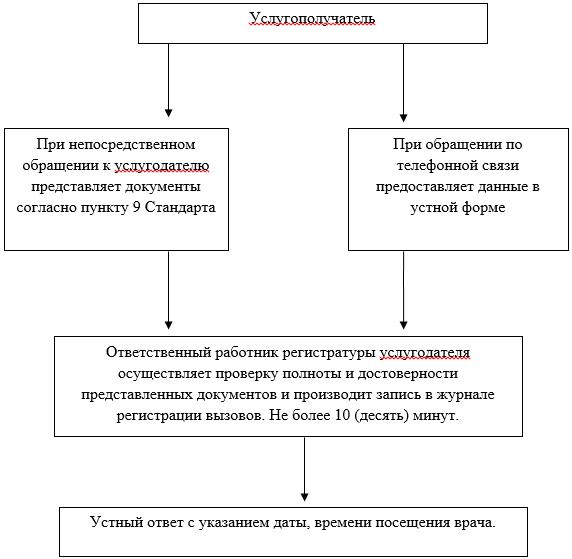 Услугополучатель
При непосредственном
обращении к услугодателю
представляет документы
согласно пункту 9 Стандарта
При обращении по
телефонной связи
предоставляет данные в
устной форме
Ответственный работник регистратуры услугодателя
осуществляет проверку полноты и достоверности
представленных документов и производит запись в журнале
регистрации вызовов. Не более 10 (десять) минут.
Устный ответ с указанием даты, времени посещения врача.